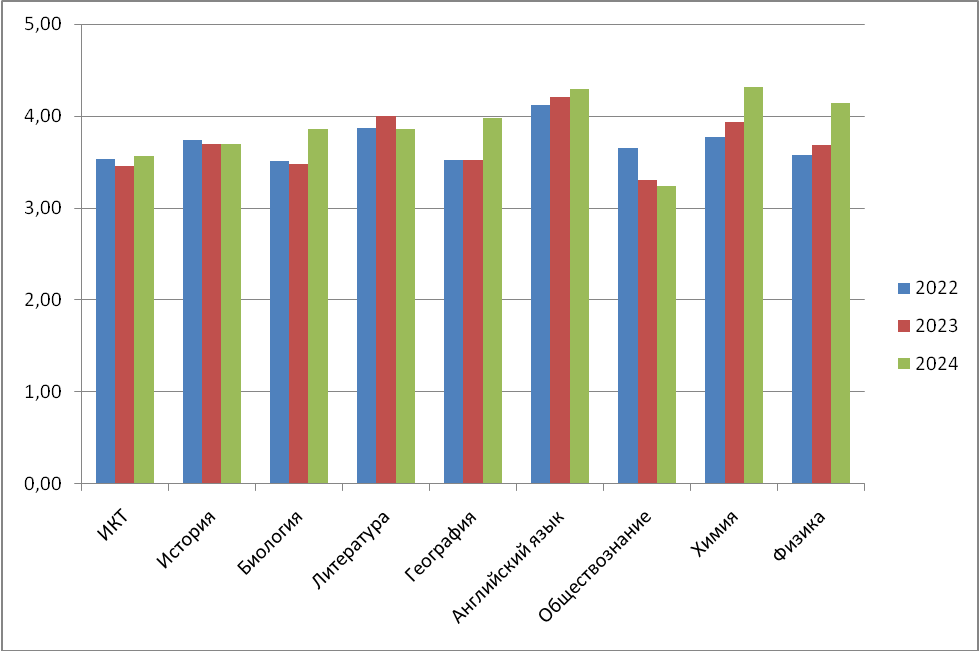 5,00
4,00
3,00
2,00
1,00
0,00
ИКТ
История
Биология
Литература
География
Английский язык
Обществознание
Химия
Физика
2022
2023
2024